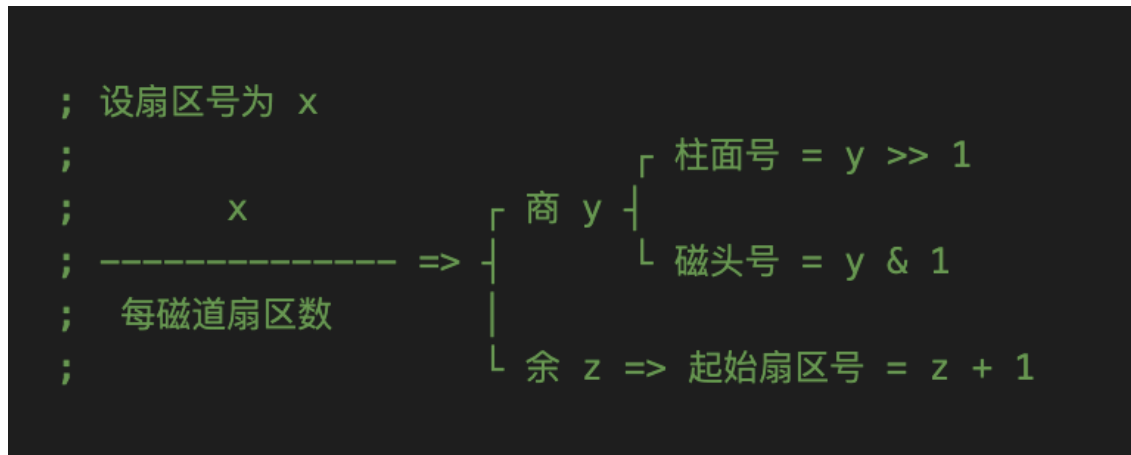 ; 设扇区号为 x
;                           ┌ 柱面号 = y >> 1
;        x            ┌ 商 y ┤
; -------------- => ┤      └ 磁头号 = y & 1
;  每磁道扇区数        │
;                    └ 余 z => 起始扇区号 = z + 1